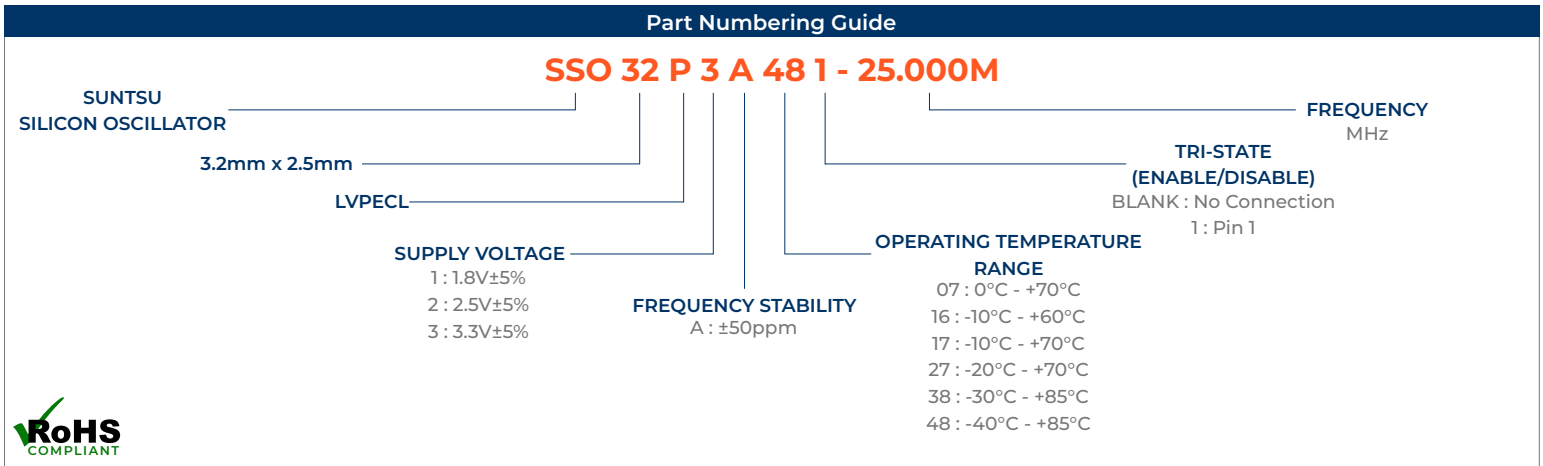 Part Numbering Guide
SSO 32 P 3 A 48 1 - 25.000M
SUNTSU
SILICON OSCILLATOR
3.2mm x 2.5mm
LVPECL
SUPPLY VOLTAGE
1 : 1.8V±5%
2 : 2.5V±5%
3 : 3.3V±5%
FREQUENCY STABILITY
A : ±50ppm
OPERATING TEMPERATURE
RANGE
07 : 0°C - +70°C
16 : -10°C - +60°C
17 : -10°C - +70°C
27 : -20°C - +70°C
38 : -30°C - +85°C
48 : -40°C - +85°C
TRI-STATE
(ENABLE/DISABLE)
BLANK : No Connection
1 : Pin 1
FREQUENCY
MHz
RoHS
COMPLIANT